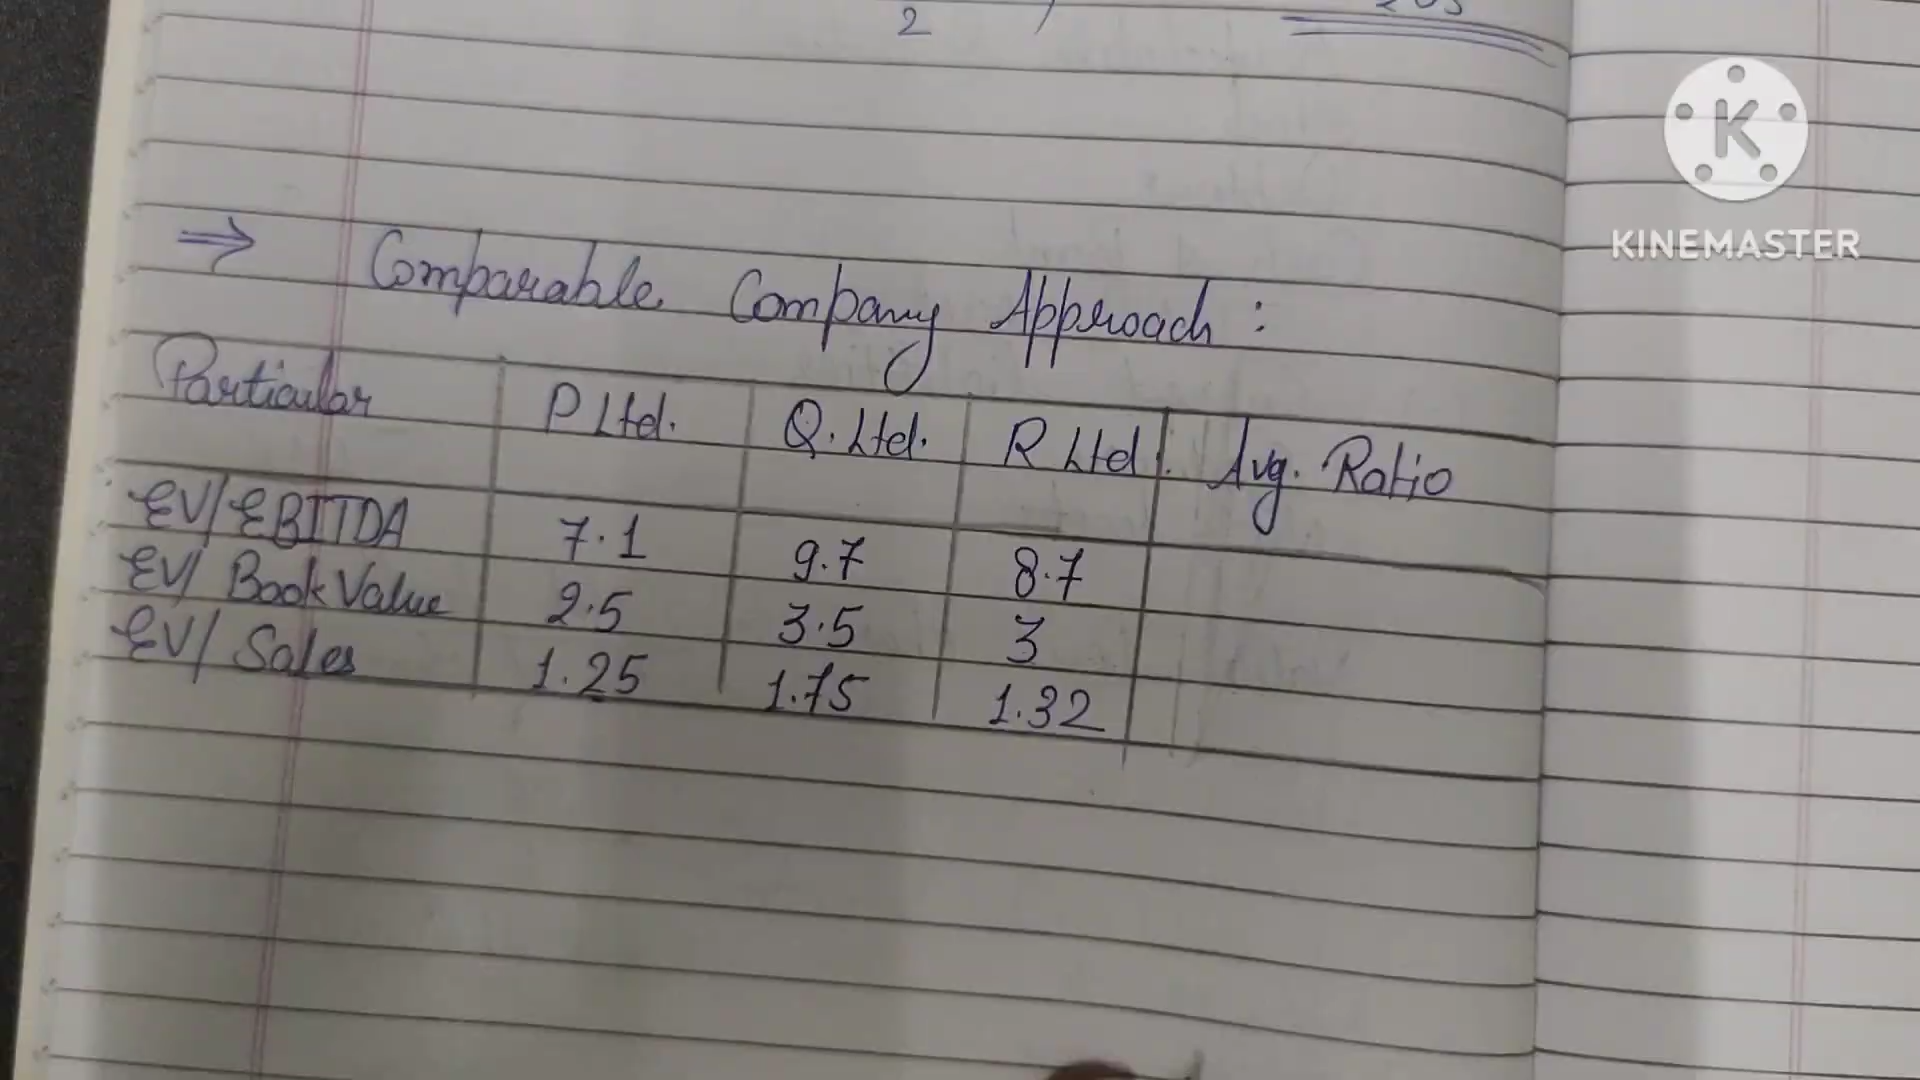 2
⇒ Comparable Company Approach :
Particular P Ltd. Q. Ltd. R Ltd. Avg. Ratio
EV/EBITDA 7.1 9.7 8.7
EV/ Book Value 2.5 3.5 3
EV/ Sales 1.25 1.75 1.32
K
KINEMASTER